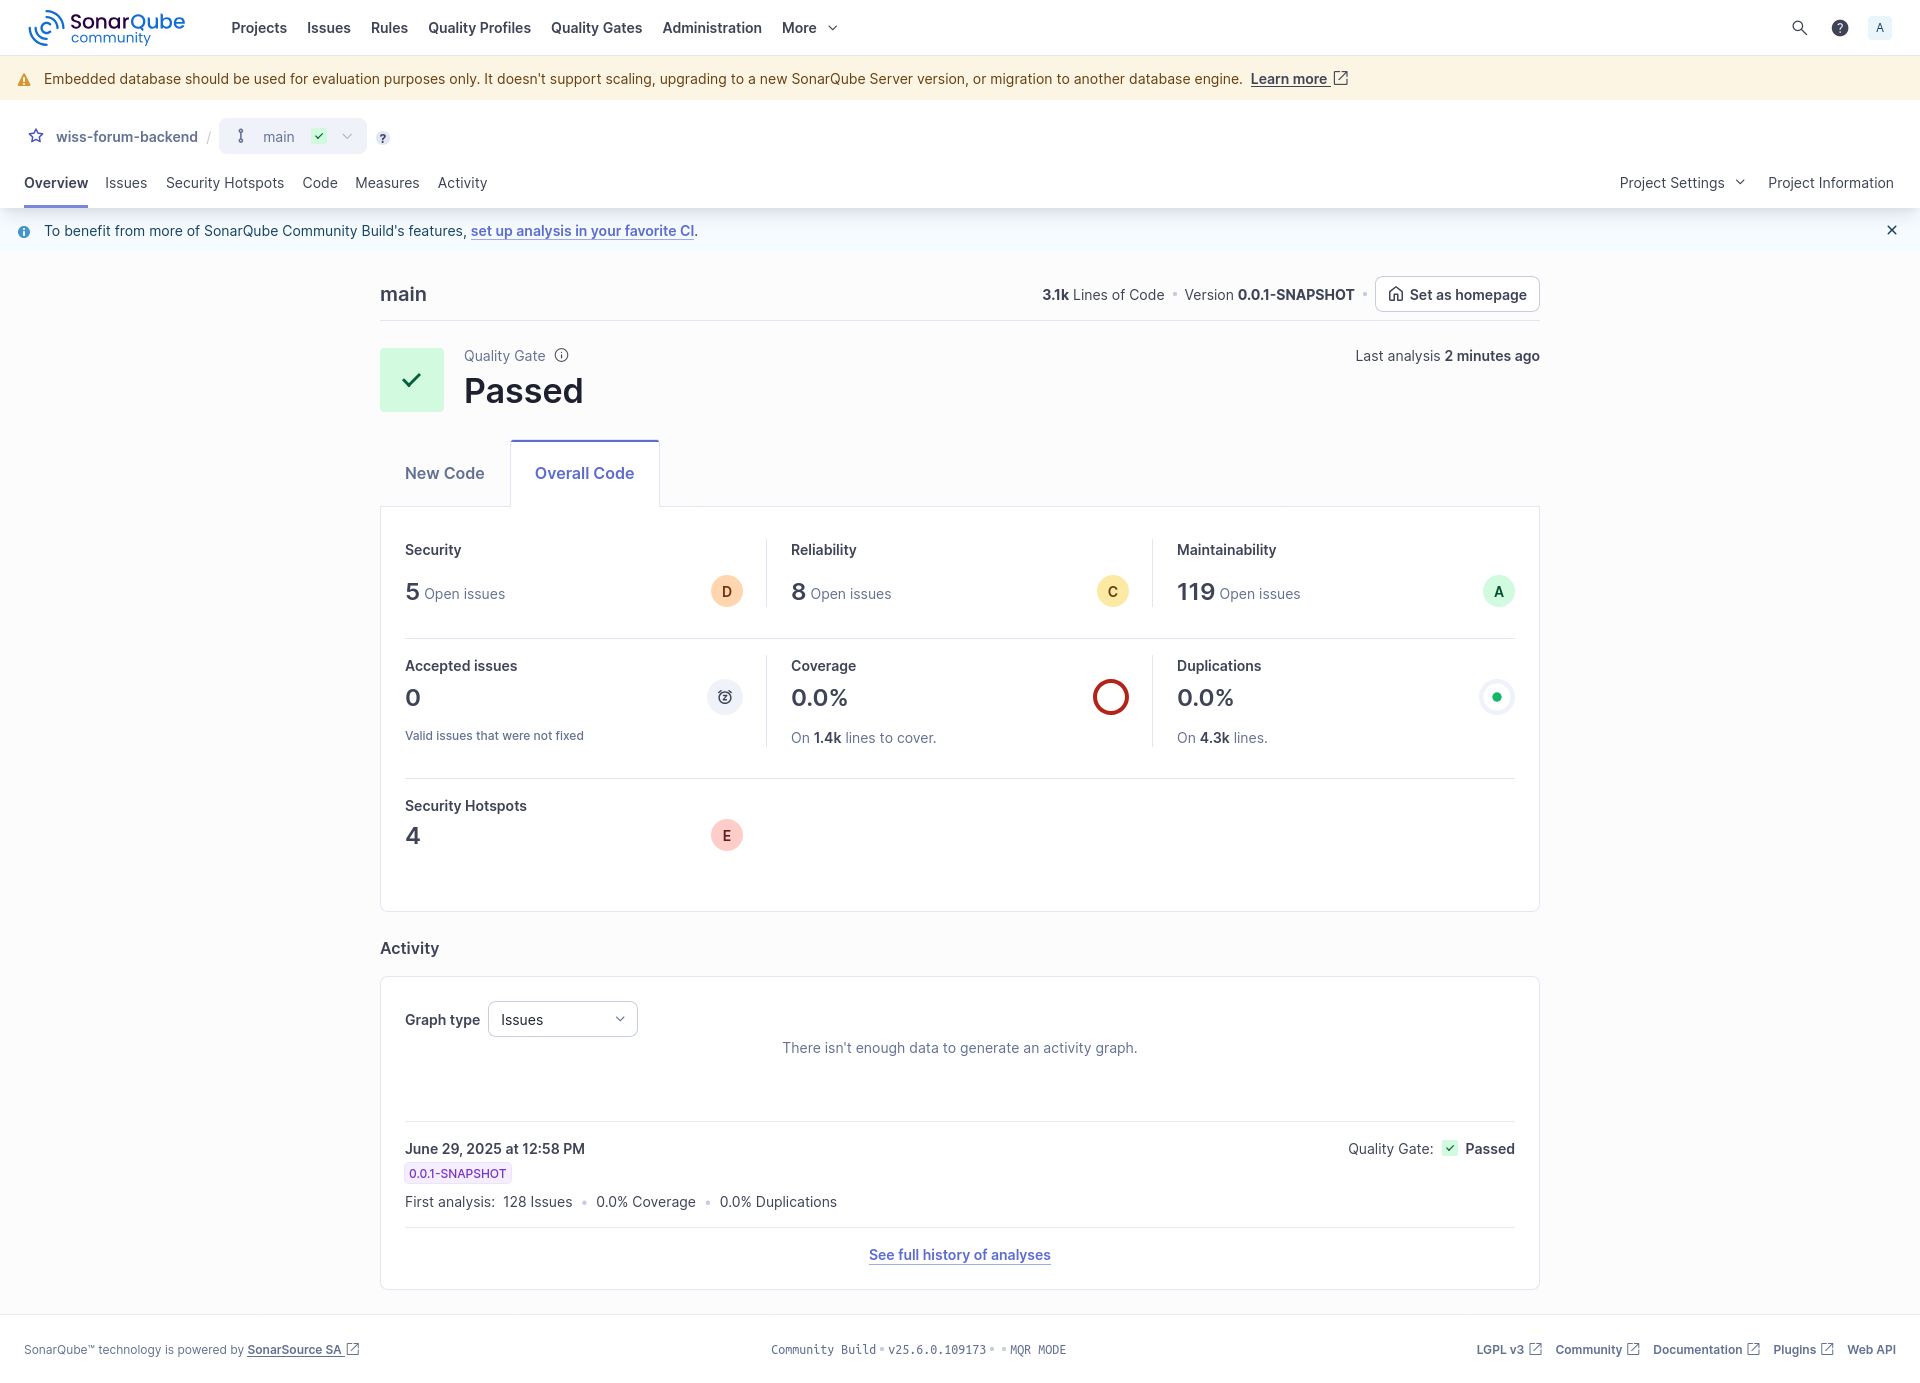 SonarQube community
Projects Issues Rules Quality Profiles Quality Gates Administration More A
Embedded database should be used for evaluation purposes only. It doesn't support scaling, upgrading to a new SonarQube Server version, or migration to another database engine. Learn more
wiss-forum-backend / main ?
Overview Issues Security Hotspots Code Measures Activity Project Settings Project Information
To benefit from more of SonarQube Community Build's features, set up analysis in your favorite CI.
main 3.1k Lines of Code • Version 0.0.1-SNAPSHOT • Set as homepage
Quality Gate Last analysis 2 minutes ago
Passed
New Code Overall Code
Security Reliability Maintainability
5 Open issues D 8 Open issues C 119 Open issues A
Accepted issues Coverage Duplications
0 0.0% 0.0%
Valid issues that were not fixed On 1.4k lines to cover. On 4.3k lines.
Security Hotspots
4 E
Activity
Graph type Issues
There isn't enough data to generate an activity graph.
June 29, 2025 at 12:58 PM Quality Gate: Passed
0.0.1-SNAPSHOT
First analysis: 128 Issues • 0.0% Coverage • 0.0% Duplications
See full history of analyses
SonarQube™ technology is powered by SonarSource SA Community Build • v25.6.0.109173 • • MQR MODE LGPL v3 Community Documentation Plugins Web API